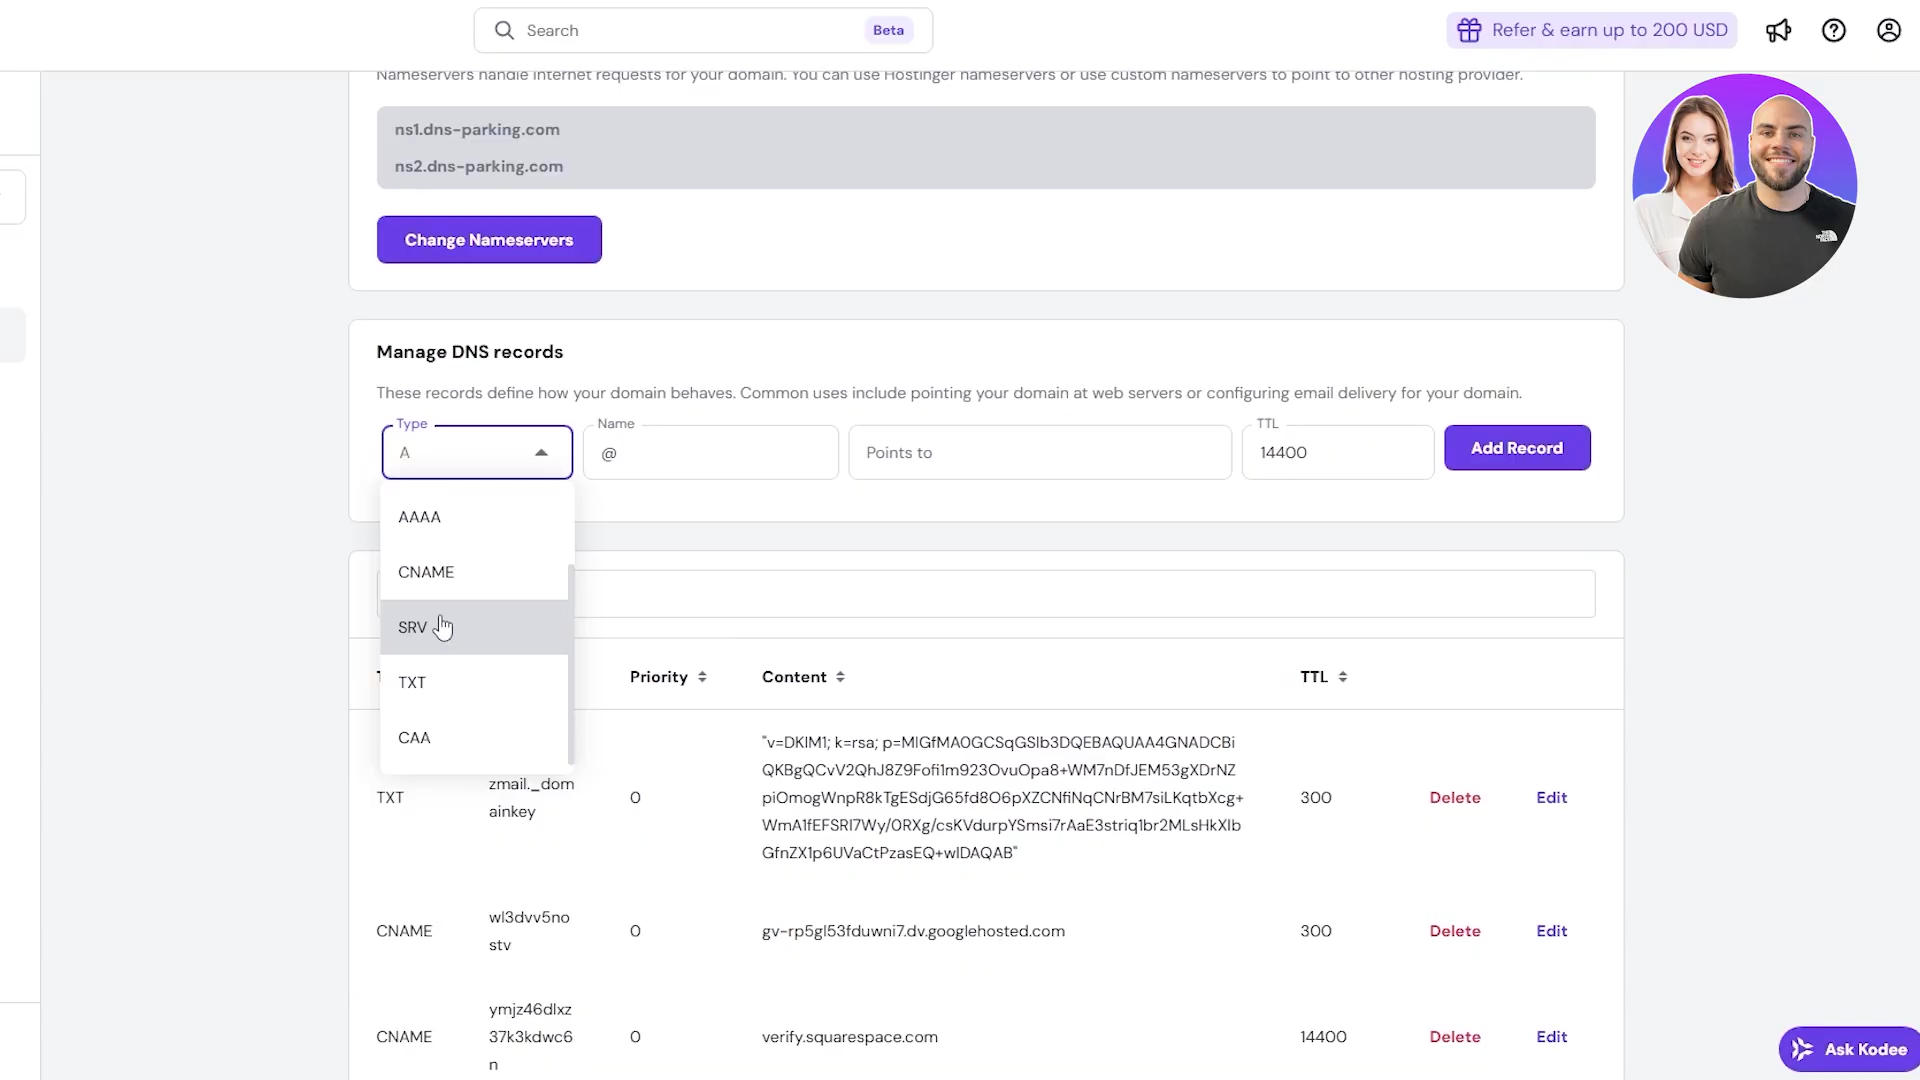 Search
Beta
Refer & earn up to 200 USD
Nameservers handle internet requests for your domain. You can use Hostinger nameservers or use custom nameservers to point to other hosting provider.
ns1.dns-parking.com
ns2.dns-parking.com
Change Nameservers
Manage DNS records
These records define how your domain behaves. Common uses include pointing your domain at web servers or configuring email delivery for your domain.
Type
A
Name
@
Points to
TTL
14400
Add Record
AAAA
CNAME
SRV
TXT
CAA
Priority
Content
TTL
TXT
zmail._dom
ainkey
0
"v=DKIM1; k=rsa; p=MIGfMA0GCSqGSIb3DQEBAQUAA4GNADCBi
QKBgQCvV2QhJ8Z9Fofi1m923OvuOpa8+WM7nDfJEM53gXDrNZ
piOmogWnpR8kTgESdjG65fd8O6pXZCNfiNqCNrBM7siLKqtbXcg+
WmA1fEFSRI7Wy/0RXg/csKVdurpYSmsi7rAaE3striq1br2MLsHkXIb
GfnZX1p6UVaCtPzasEQ+wIDAQAB"
300
Delete
Edit
CNAME
wl3dvv5no
stv
0
gv-rp5gl53fduwni7.dv.googlehosted.com
300
Delete
Edit
CNAME
ymjz46dlxz
37k3kdwc6
n
0
verify.squarespace.com
14400
Delete
Edit
Ask Kodee